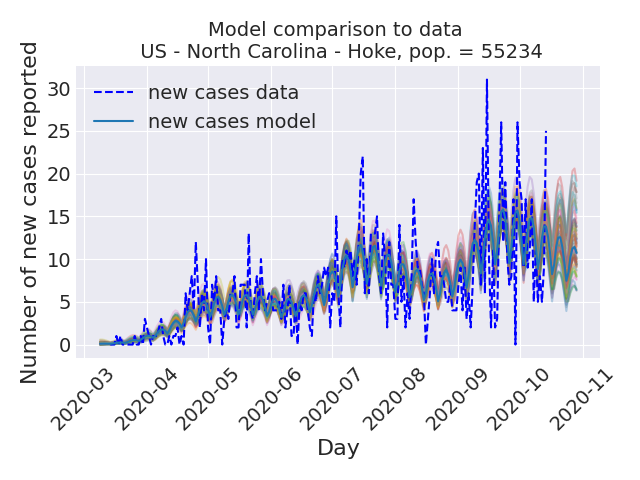 Model comparison to data
US - North Carolina - Hoke, pop. = 55234
Number of new cases reported
30
25
20
15
10
5
0
new cases data
new cases model
2020-03
2020-04
2020-05
2020-06
2020-07
2020-08
2020-09
2020-10
2020-11
Day